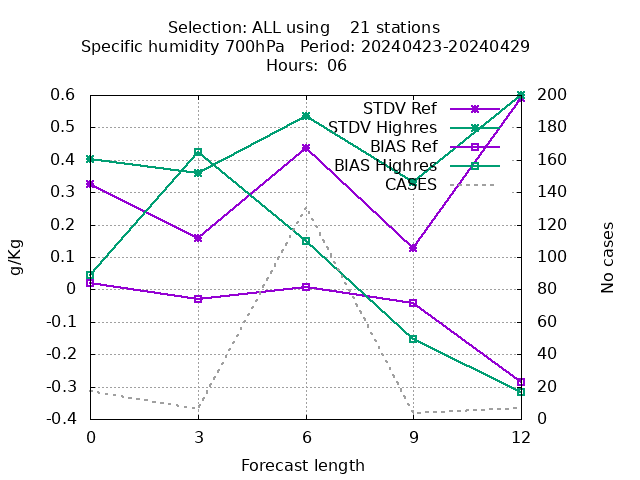 Selection: ALL using    21 stations
Specific humidity 700hPa   Period: 20240423-20240429
Hours: 06
STDV Ref
STDV Highres
BIAS Ref
BIAS Highres
CASES
0.6
0.5
0.4
0.3
0.2
0.1
0
-0.1
-0.2
-0.3
-0.4
g/Kg
200
180
160
140
120
100
80
60
40
20
0
No cases
0 3 6 9 12
Forecast length